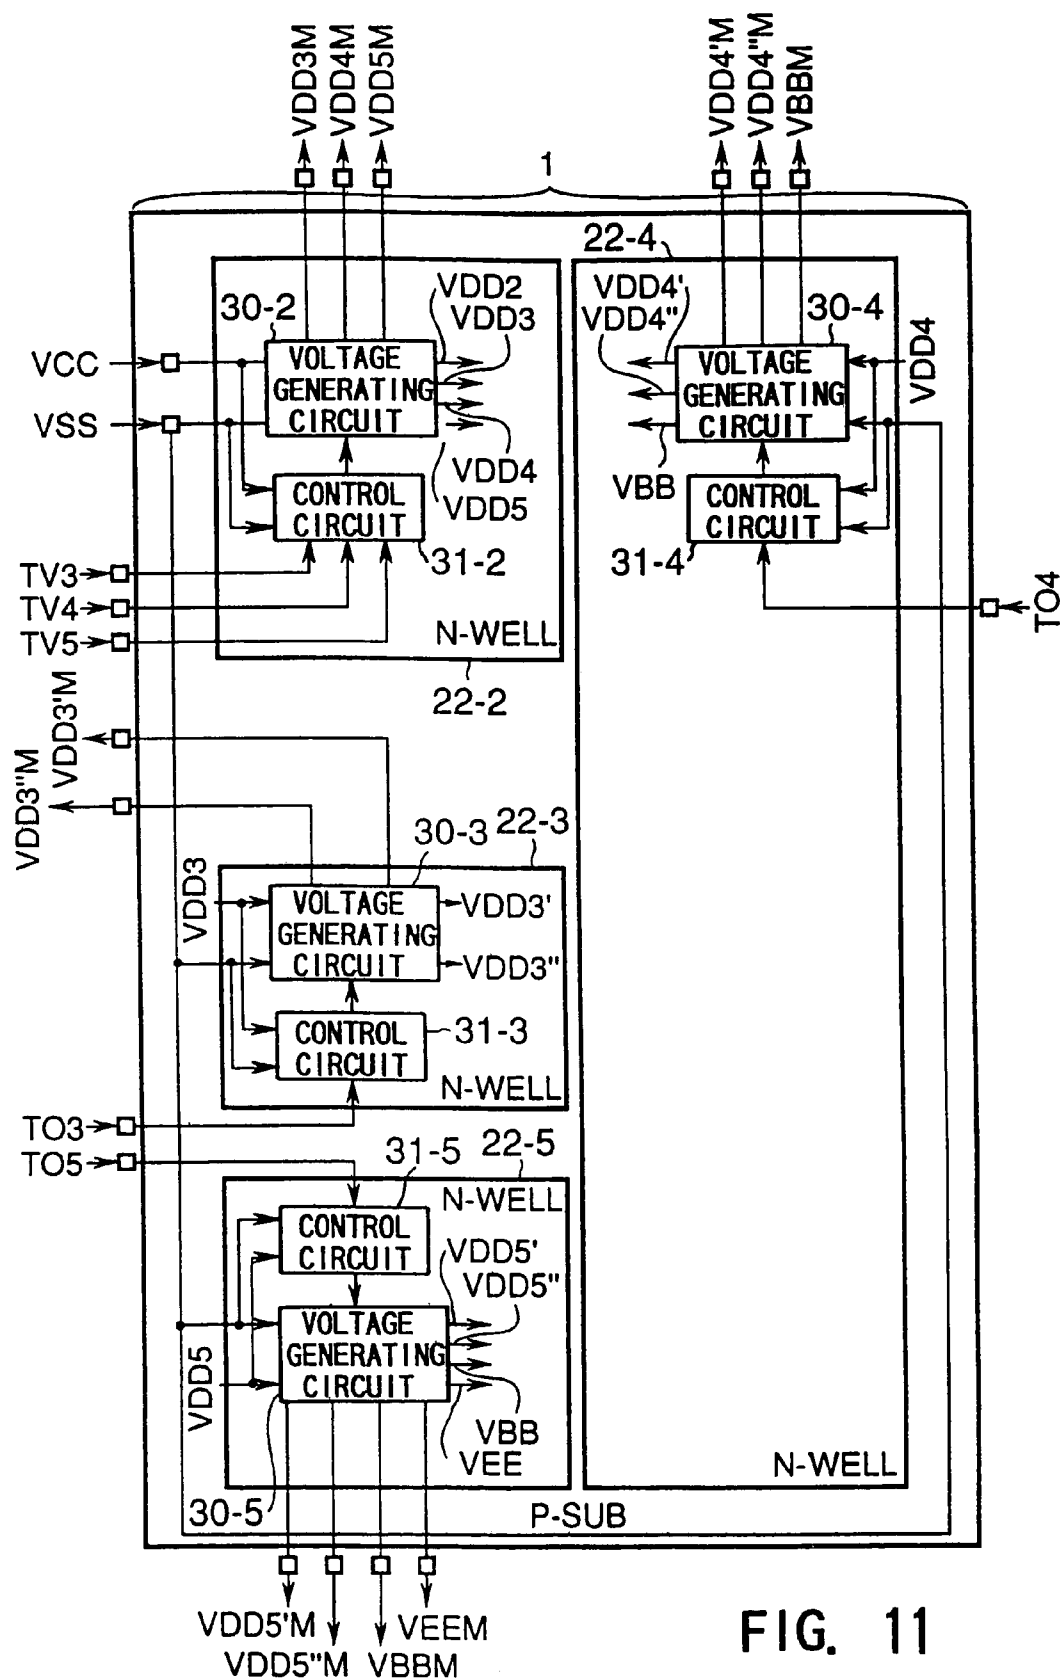 VDD3M
VDD4M
VDD5M
VDD4'M
VDD4"M
VBBM
1
22-4
30-2
VDD2
VDD3
VDD4'
VDD4"
30-4
VCC
VSS
VOLTAGE
GENERATING
CIRCUIT
VOLTAGE
GENERATING
CIRCUIT
VDD4
VDD4
VDD5
VBB
CONTROL
CIRCUIT
31-2
CONTROL
CIRCUIT
31-4
TV3
TV4
TV5
N-WELL
TO4
22-2
VDD3'M
VDD3"M
30-3
22-3
VDD3
VOLTAGE
GENERATING
CIRCUIT
VDD3'
VDD3"
CONTROL
CIRCUIT
31-3
N-WELL
TO3
TO5
31-5
22-5
N-WELL
CONTROL
CIRCUIT
VDD5'
VDD5"
VOLTAGE
GENERATING
CIRCUIT
VDD5
VBB
VEE
N-WELL
30-5
P-SUB
VDD5'M
VEEM
VDD5"M
VBBM
FIG. 11